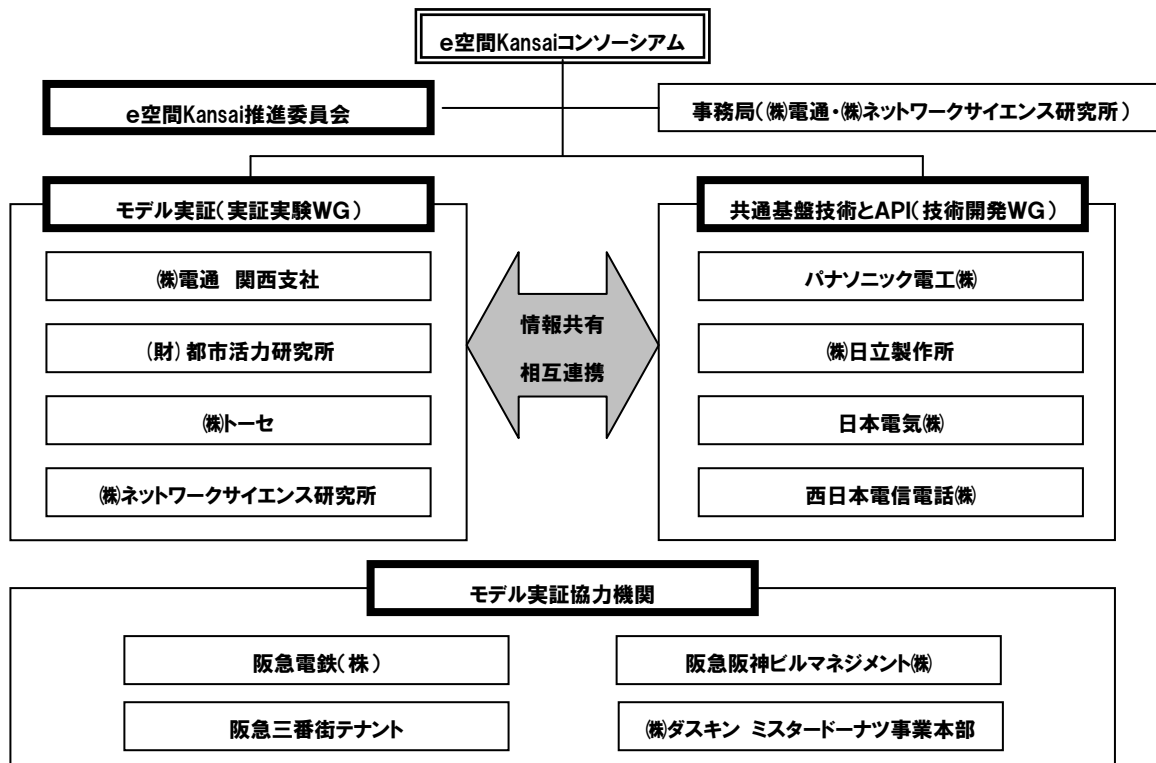 e空間Kansaiコンソーシアム
e空間Kansai推進委員会
事務局(㈱電通・㈱ネットワークサイエンス研究所)
モデル実証(実証実験WG)
共通基盤技術とAPI(技術開発WG)
㈱電通 関西支社
(財)都市活力研究所
㈱トーセ
㈱ネットワークサイエンス研究所
情報共有
相互連携
パナソニック電工㈱
㈱日立製作所
日本電気㈱
西日本電信電話㈱
モデル実証協力機関
阪急電鉄(株)
阪急阪神ビルマネジメント㈱
阪急三番街テナント
㈱ダスキン ミスタードーナツ事業本部